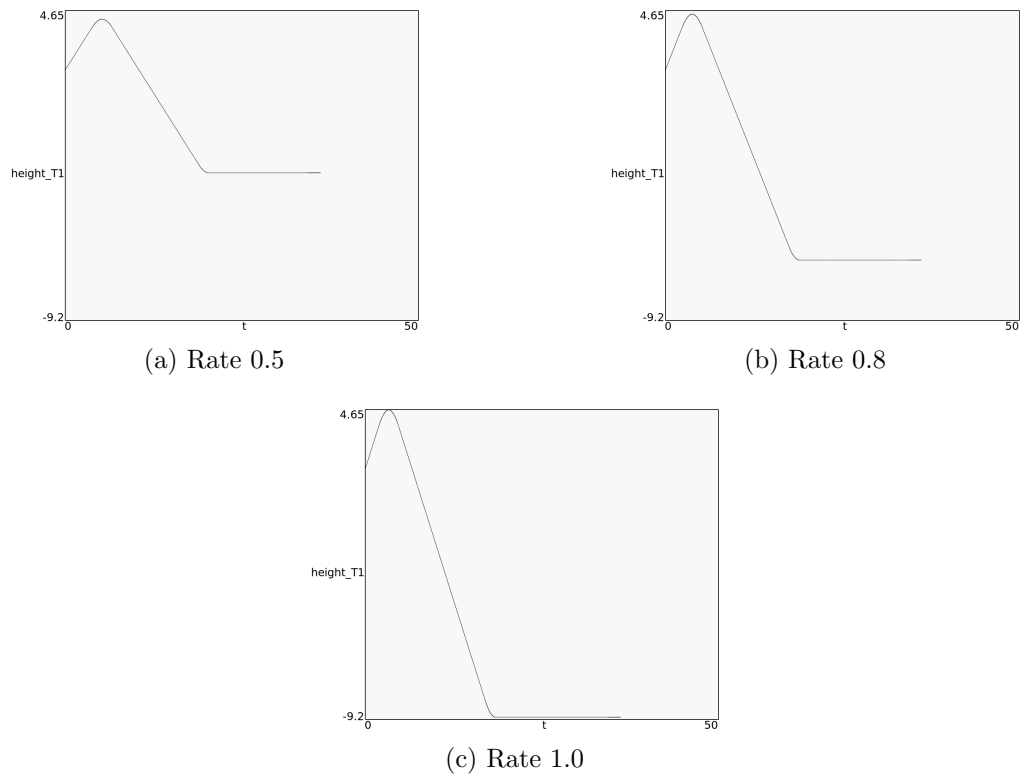 4.65
height_T1
-9.2
0 t 50
(a) Rate 0.5
4.65
height_T1
-9.2
0 t 50
(b) Rate 0.8
4.65
height_T1
-9.2
0 t 50
(c) Rate 1.0